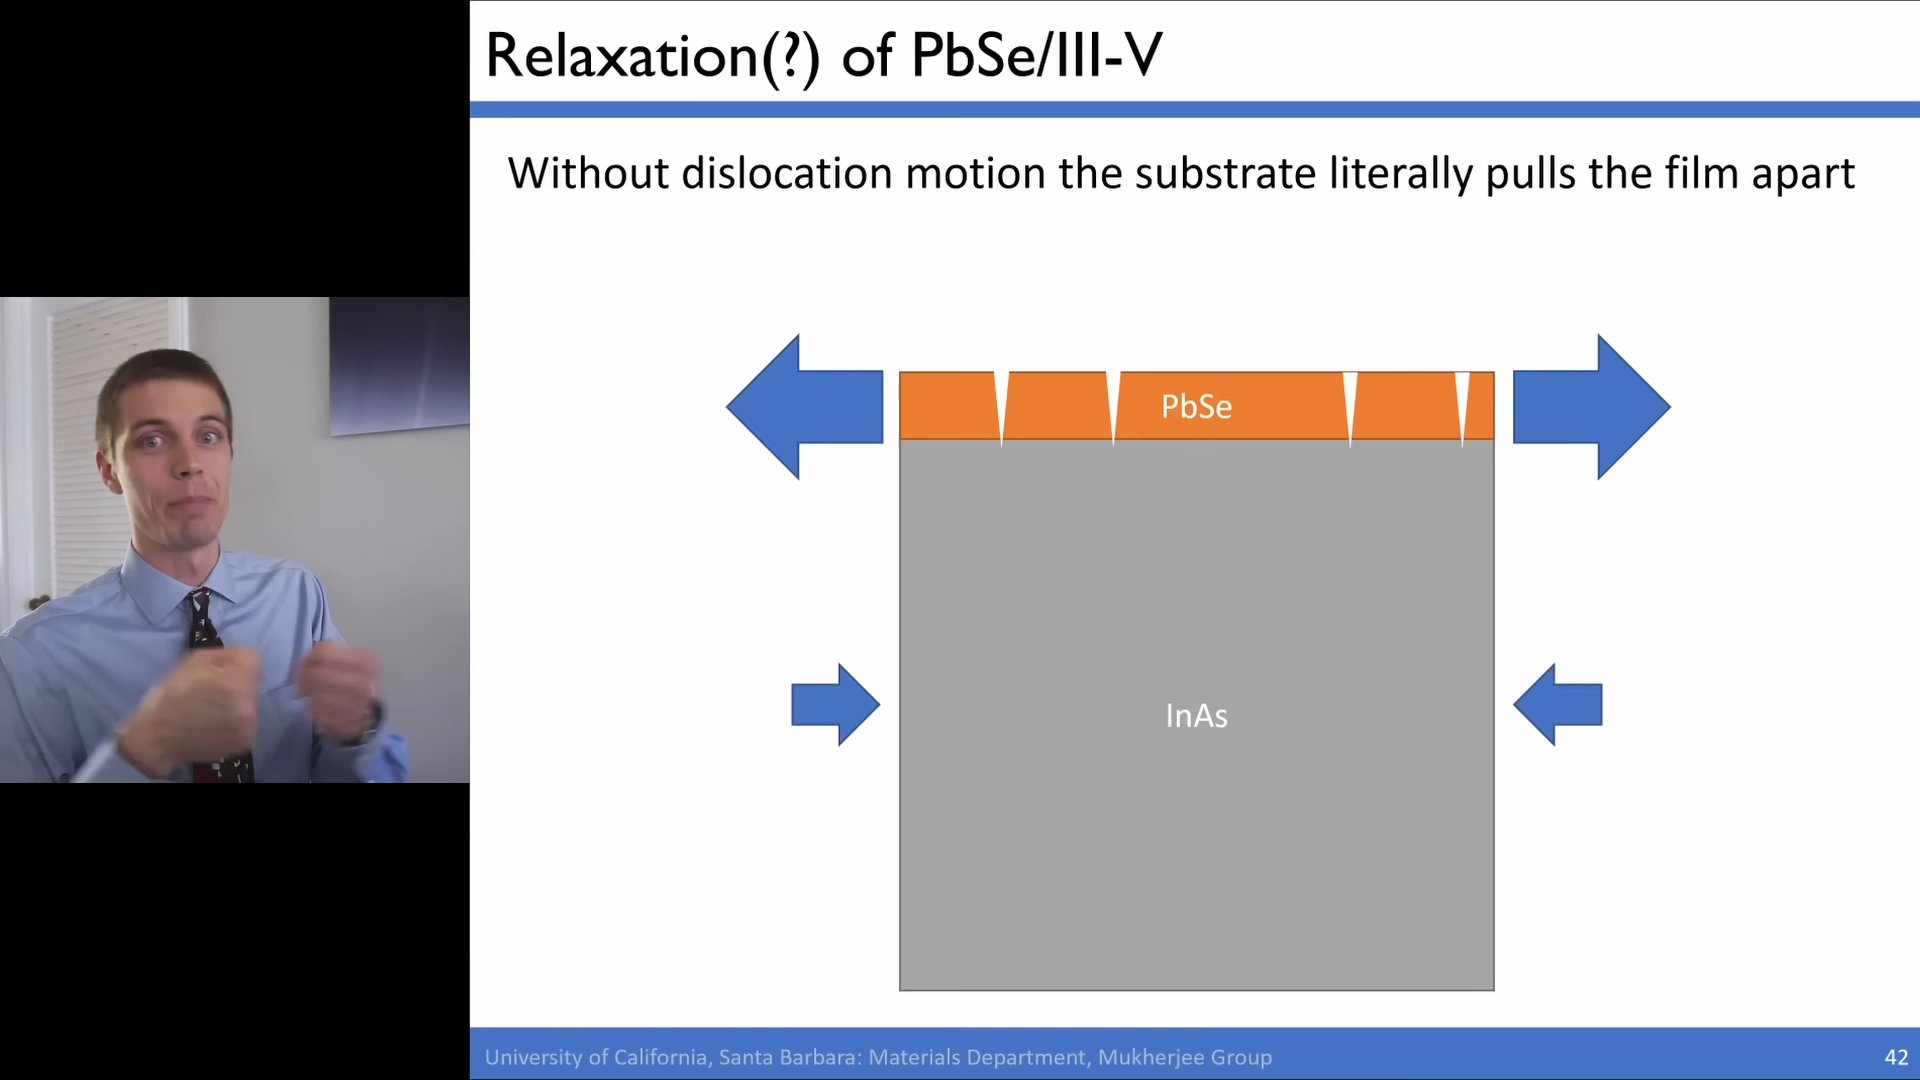 Relaxation(?) of PbSe/III-V
Without dislocation motion the substrate literally pulls the film apart
PbSe
InAs
University of California, Santa Barbara: Materials Department, Mukherjee Group
42